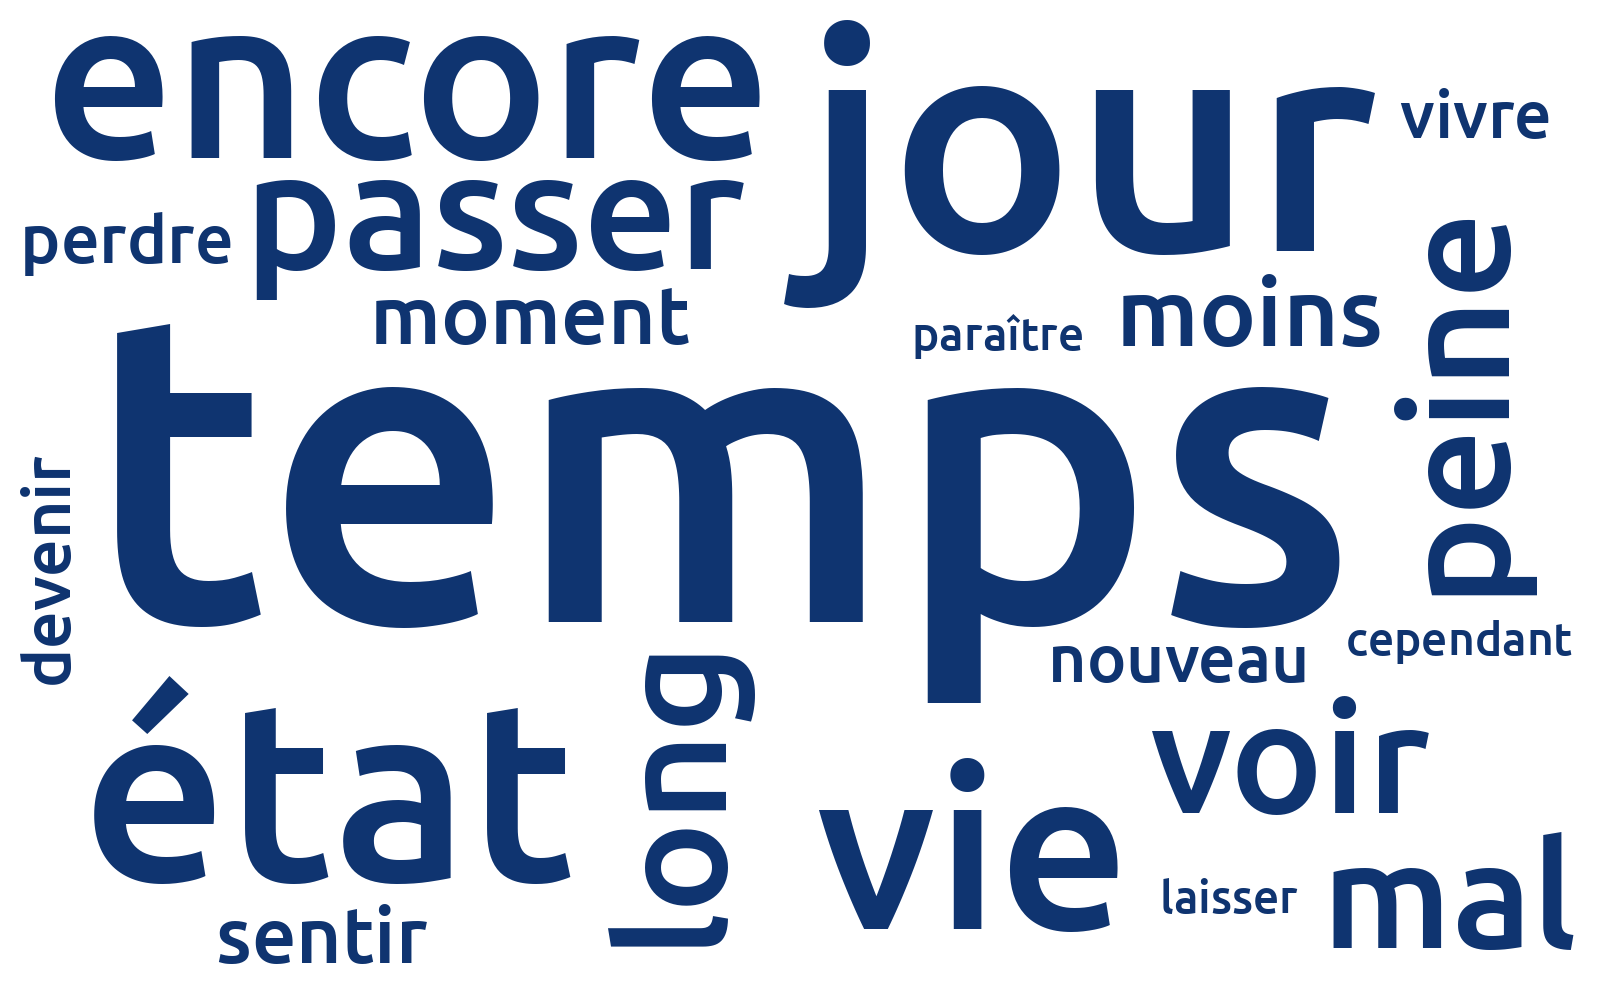 encore
jour
vivre
perdre
passer
moment
paraître
moins
peine
temps
devenir
nouveau
cependant
état
long
vie
voir
sentir
laisser
mal